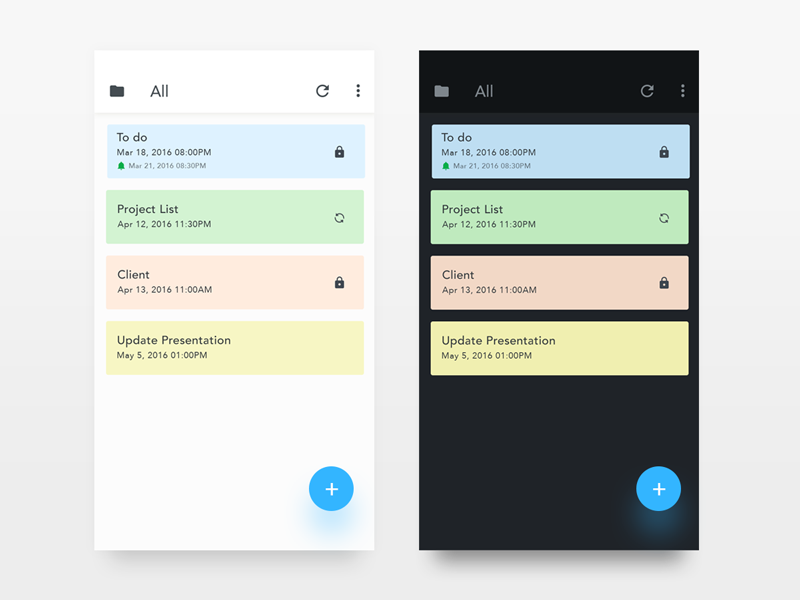 All
To do
Mar 18, 2016 08:00PM
Mar 21, 2016 08:30PM
Project List
Apr 12, 2016 11:30PM
Client
Apr 13, 2016 11:00AM
Update Presentation
May 5, 2016 01:00PM
All
To do
Mar 18, 2016 08:00PM
Mar 21, 2016 08:30PM
Project List
Apr 12, 2016 11:30PM
Client
Apr 13, 2016 11:00AM
Update Presentation
May 5, 2016 01:00PM